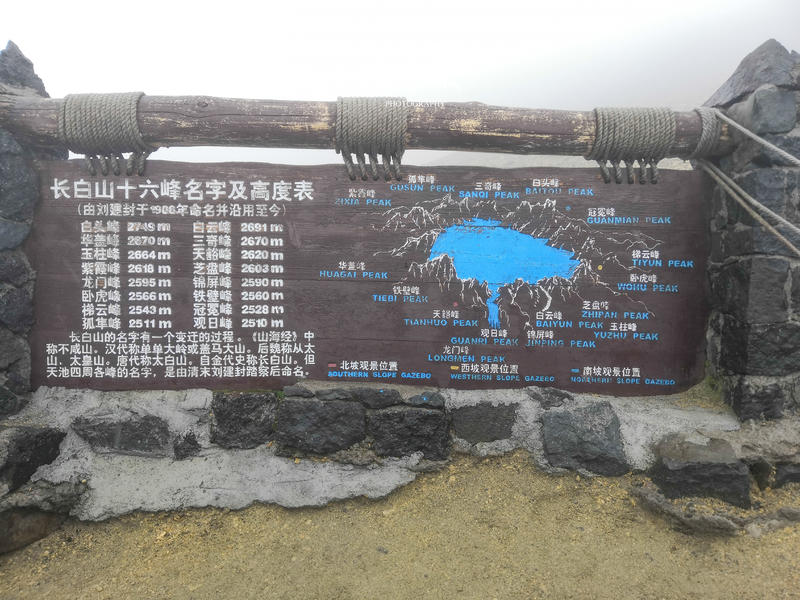 PHOTOGRAPHY
长白山十六峰名字及高度表
(由刘建封于1908年命名并沿用至今)
白头峰 2749 m 白云峰 2691 m
华盖峰 2670 m 三奇峰 2670 m
玉柱峰 2664 m 天豁峰 2620 m
紫霞峰 2618 m 芝盘峰 2603 m
龙门峰 2595 m 锦屏峰 2590 m
卧虎峰 2566 m 铁壁峰 2560 m
梯云峰 2543 m 冠冕峰 2528 m
孤隼峰 2511 m 观日峰 2510 m
长白山的名字有一个变迁的过程。《山海经》中
称不咸山、汉代称单单大岭或盖马大山。后魏称从太
山、太皇山。唐代称太白山。自金代史称长白山。但
天池四周各峰的名字，是由清末刘建封踏察后命名。
孤隼峰
GUSUN PEAK
三奇峰
SANQI PEAK
白头峰
BAITOU PEAK
紫霞峰
ZIXIA PEAK
冠冕峰
GUANMIAN PEAK
华盖峰
HUAGAI PEAK
梯云峰
TIYUN PEAK
卧虎峰
WOHU PEAK
铁壁峰
TIEBI PEAK
芝盘峰
ZHIPAN PEAK
天豁峰
TIANHUO PEAK
白云峰
BAIYUN PEAK
玉柱峰
YUZHU PEAK
观日峰
GUANRI PEAK
锦屏峰
JINPING PEAK
龙门峰
LONGMEN PEAK
北坡观景位置
SOUTHERN SLOPE GAZEBO
西坡观景位置
WESTHERN SLOPE GAZEBO
南坡观景位置
NORTHERN SLOPE GAZEBO